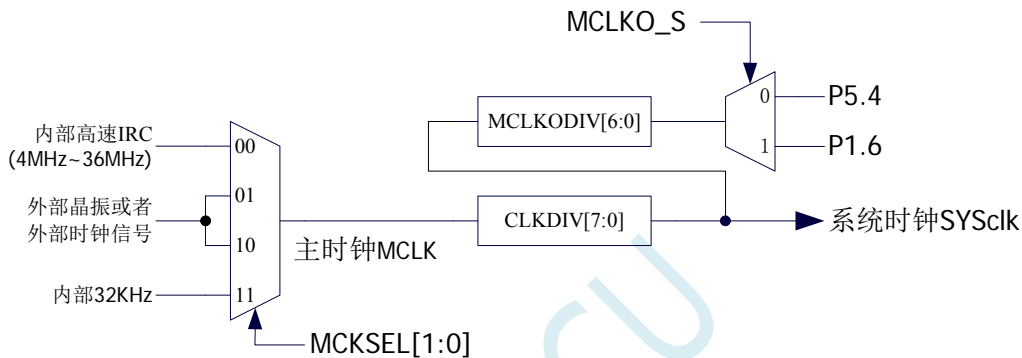 MCLKO_S
0
P5.4
MCLKODIV[6:0]
1
P1.6
内部高速IRC
(4MHz~36MHz)
00
01
外部晶振或者
外部时钟信号
10
主时钟MCLK
CLKDIV[7:0]
系统时钟SYSclk
内部32KHz
11
MCKSEL[1:0]
CU